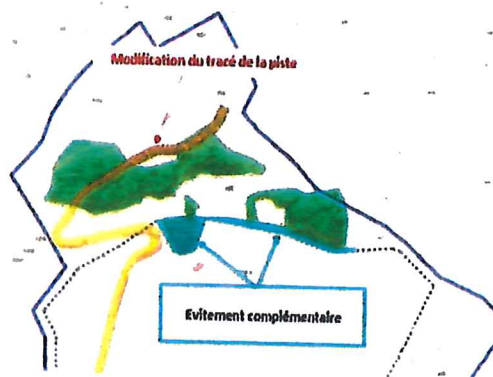 Modification du tracé de la piste
Evitement complémentaire